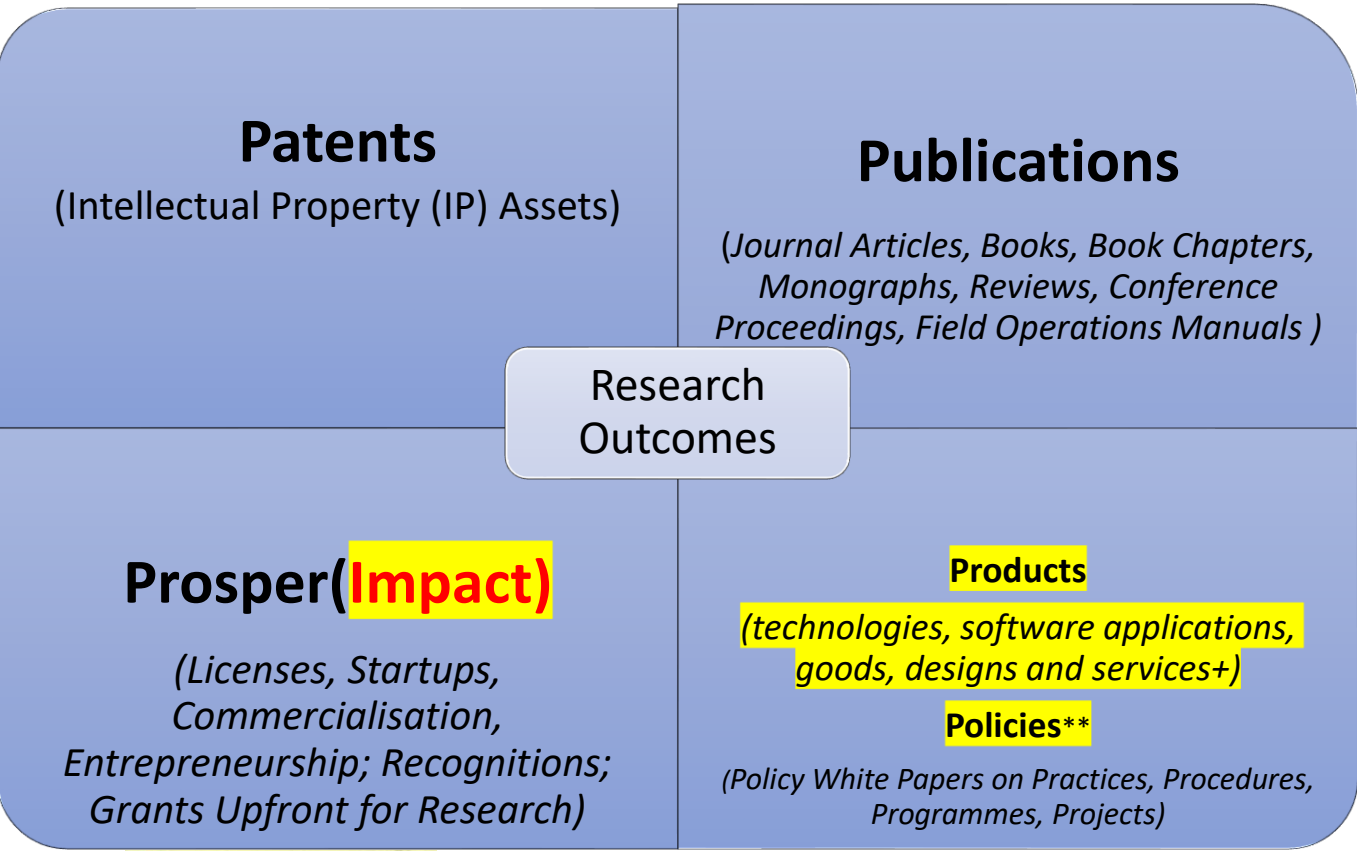 Patents
(Intellectual Property (IP) Assets)
Publications
(Journal Articles, Books, Book Chapters,
Monographs, Reviews, Conference
Proceedings, Field Operations Manuals )
Research
Outcomes
Prosper(Impact)
(Licenses, Startups,
Commercialisation,
Entrepreneurship; Recognitions;
Grants Upfront for Research)
Products
(technologies, software applications,
goods, designs and services+)
Policies**
(Policy White Papers on Practices, Procedures,
Programmes, Projects)